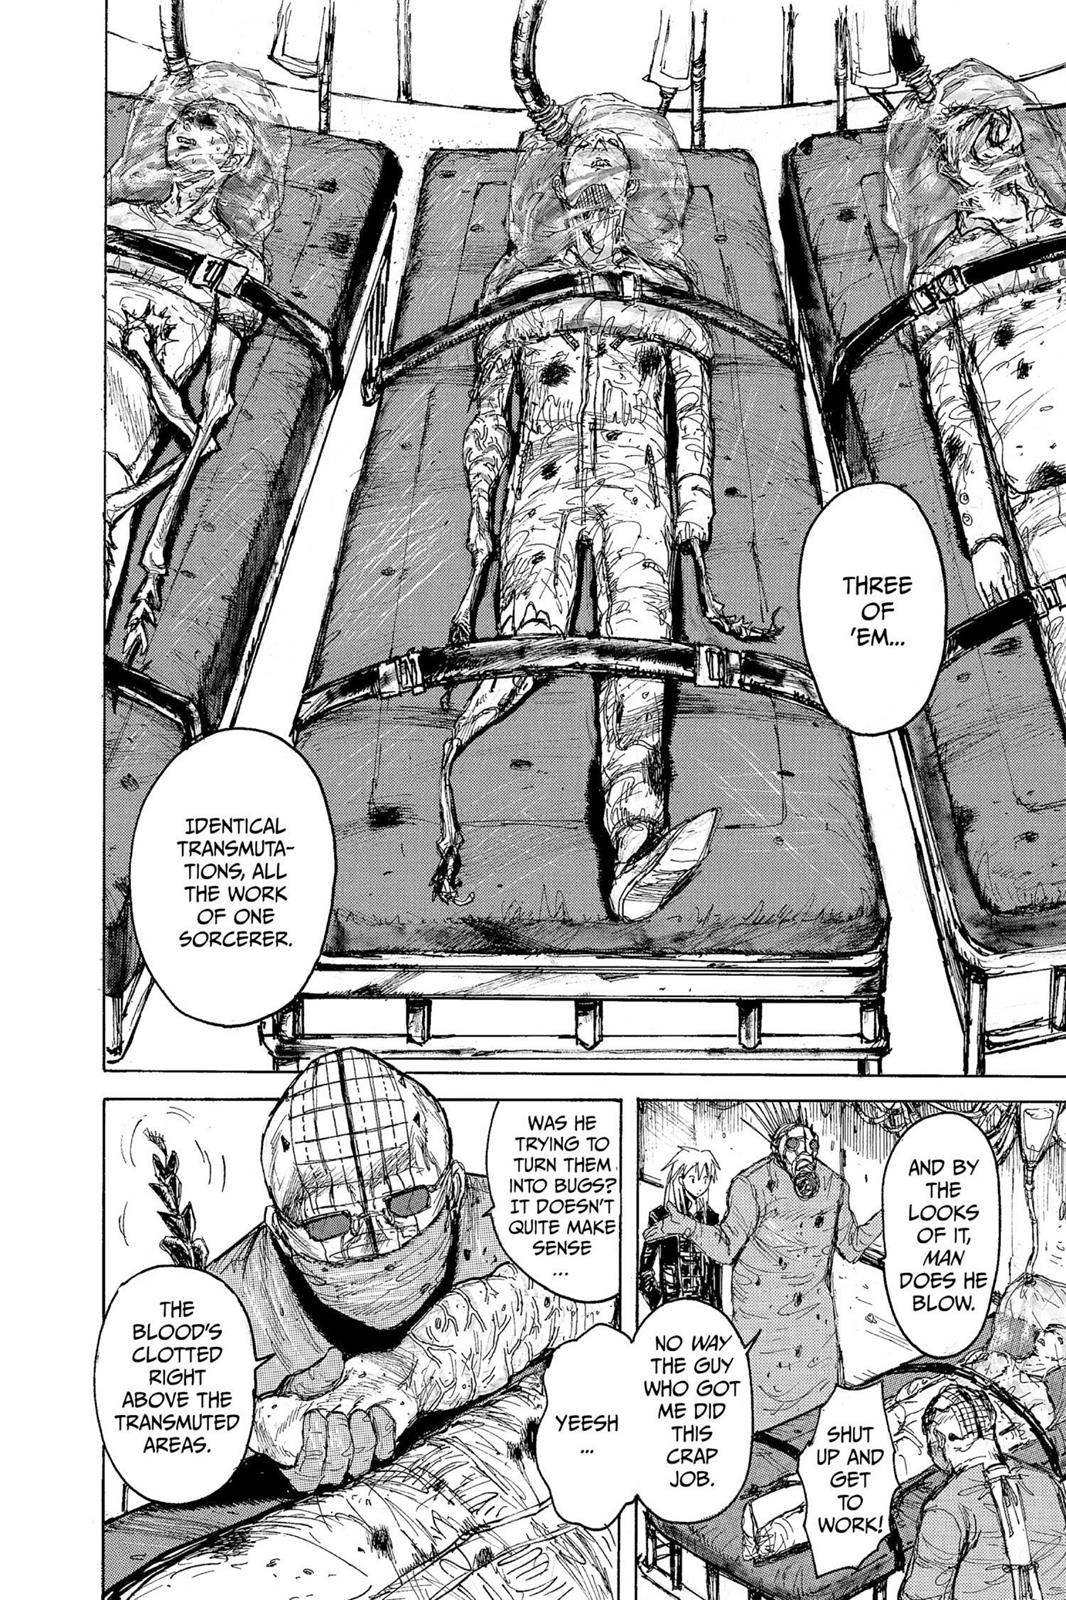 THREE
OF
'EM...
IDENTICAL
TRANSMUTA-
TIONS, ALL
THE WORK
OF ONE
SORCERER.
AND BY
THE
LOOKS
OF IT,
MAN
DOES HE
BLOW.
NO WAY
THE GUY
WHO GOT
ME DID
THIS
CRAP
JOB.
SHUT
UP AND
GET
TO
WORK!
WAS HE
TRYING TO
TURN THEM
INTO BUGS?
IT DOESN'T
QUITE MAKE
SENSE
...
YEESH
...
THE
BLOOD'S
CLOTTED
RIGHT
ABOVE THE
TRANSMUTED
AREAS.